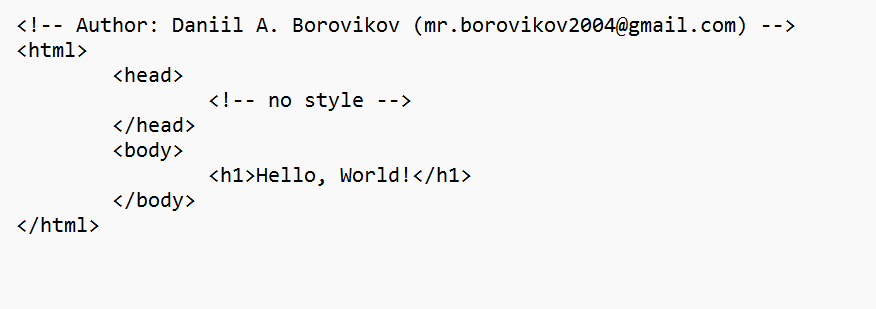 <!-- Author: Daniil A. Borovikov (mr.borovikov2004@gmail.com) -->
<html>
        <head>
                <!-- no style -->
        </head>
        <body>
                <h1>Hello, World!</h1>
        </body>
</html>